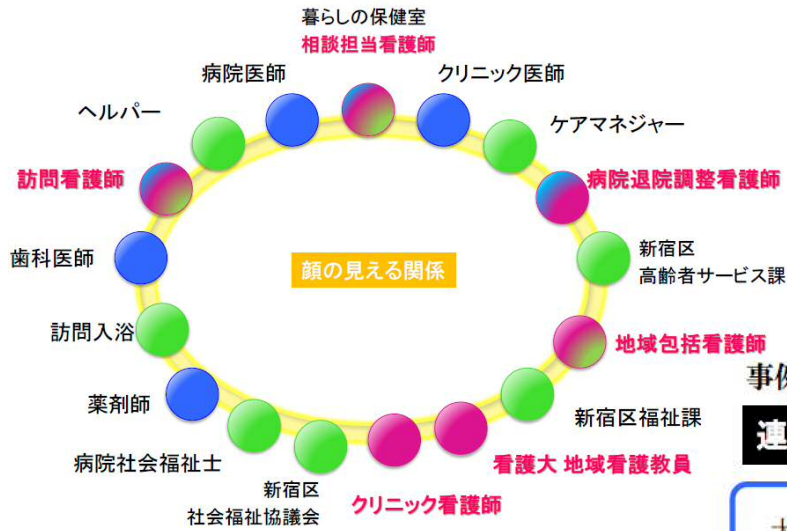 暮らしの保健室
相談担当看護師
病院医師
クリニック医師
ヘルパー
ケアマネジャー
訪問看護師
病院退院調整看護師
歯科医師
顔の見える関係
新宿区
高齢者サービス課
訪問入浴
地域包括看護師
薬剤師
事例
連
新宿区福祉課
病院社会福祉士
看護大 地域看護教員
新宿区
社会福祉協議会
クリニック看護師